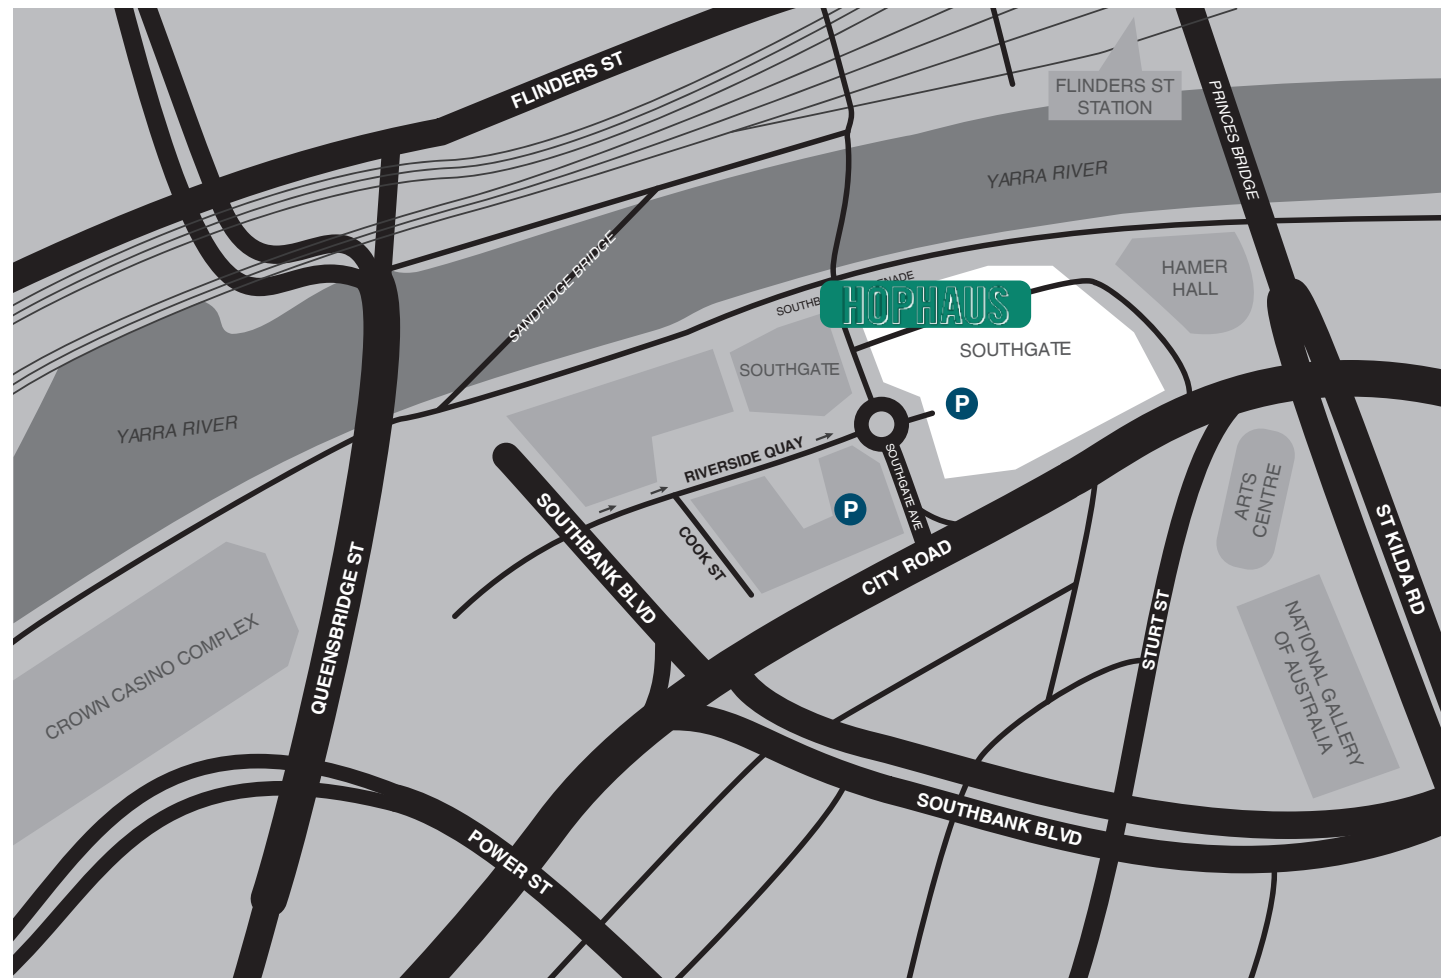 FLINDERS ST
FLINDERS ST
STATION
PRINCES BRIDGE
YARRA RIVER
SANDRIDGE BRIDGE
HAMER
HALL
HOPHAUS
SOUTHGATE
SOUTHGATE
P
YARRA RIVER
RIVERSIDE QUAY
SOUTHGATE AVE
P
ARTS
CENTRE
SOUTHBANK BLVD
COOK ST
CITY ROAD
ST KILDA RD
QUEENSBRIDGE ST
STURT ST
CROWN CASINO COMPLEX
NATIONAL GALLERY
OF AUSTRALIA
SOUTHBANK BLVD
POWER ST